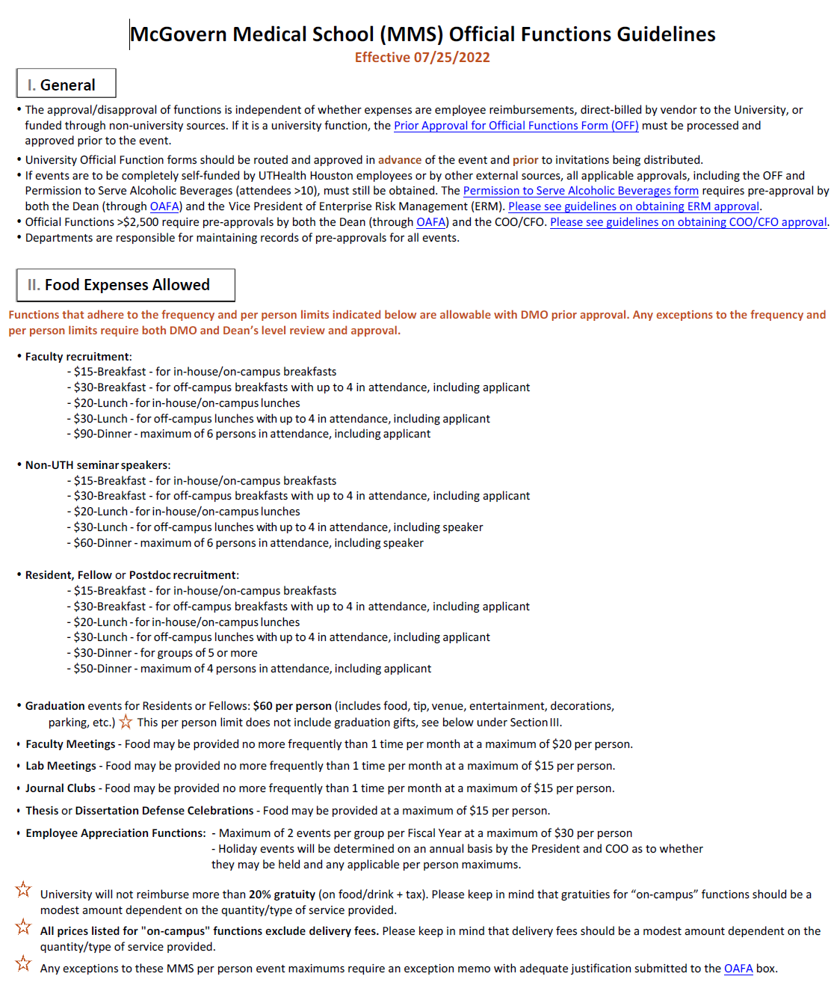 McGovern Medical School (MMS) Official Functions Guidelines
Effective 07/25/2022
I. General
• The approval/disapproval of functions is independent of whether expenses are employee reimbursements, direct-billed by vendor to the University, or
funded through non-university sources. If it is a university function, the Prior Approval for Official Functions Form (OFF) must be processed and
approved prior to the event.
• University Official Function forms should be routed and approved in advance of the event and prior to invitations being distributed.
• If events are to be completely self-funded by UTHealth Houston employees or by other external sources, all applicable approvals, including the OFF and
Permission to Serve Alcoholic Beverages (attendees >10), must still be obtained. The Permission to Serve Alcoholic Beverages form requires pre-approval by
both the Dean (through OAFA) and the Vice President of Enterprise Risk Management (ERM). Please see guidelines on obtaining ERM approval.
• Official Functions >$2,500 require pre-approvals by both the Dean (through OAFA) and the COO/CFO. Please see guidelines on obtaining COO/CFO approval.
• Departments are responsible for maintaining records of pre-approvals for all events.
II. Food Expenses Allowed
Functions that adhere to the frequency and per person limits indicated below are allowable with DMO prior approval. Any exceptions to the frequency and
per person limits require both DMO and Dean's level review and approval.
• Faculty recruitment:
- $15-Breakfast - for in-house/on-campus breakfasts
- $30-Breakfast - for off-campus breakfasts with up to 4 in attendance, including applicant
- $20-Lunch - for in-house/on-campus lunches
- $30-Lunch - for off-campus lunches with up to 4 in attendance, including applicant
- $90-Dinner - maximum of 6 persons in attendance, including applicant
• Non-UTH seminar speakers:
- $15-Breakfast - for in-house/on-campus breakfasts
- $30-Breakfast - for off-campus breakfasts with up to 4 in attendance, including applicant
- $20-Lunch - for in-house/on-campus lunches
- $30-Lunch - for off-campus lunches with up to 4 in attendance, including speaker
- $60-Dinner - maximum of 6 persons in attendance, including speaker
• Resident, Fellow or Postdoc recruitment:
- $15-Breakfast - for in-house/on-campus breakfasts
- $30-Breakfast - for off-campus breakfasts with up to 4 in attendance, including applicant
- $20-Lunch - for in-house/on-campus lunches
- $30-Lunch - for off-campus lunches with up to 4 in attendance, including applicant
- $30-Dinner - for groups of 5 or more
- $50-Dinner - maximum of 4 persons in attendance, including applicant
• Graduation events for Residents or Fellows: $60 per person (includes food, tip, venue, entertainment, decorations,
parking, etc.) ☆ This per person limit does not include graduation gifts, see below under Section III.
• Faculty Meetings - Food may be provided no more frequently than 1 time per month at a maximum of $20 per person.
• Lab Meetings - Food may be provided no more frequently than 1 time per month at a maximum of $15 per person.
• Journal Clubs - Food may be provided no more frequently than 1 time per month at a maximum of $15 per person.
• Thesis or Dissertation Defense Celebrations - Food may be provided at a maximum of $15 per person.
• Employee Appreciation Functions: - Maximum of 2 events per group per Fiscal Year at a maximum of $30 per person
- Holiday events will be determined on an annual basis by the President and COO as to whether
they may be held and any applicable per person maximums.
☆ University will not reimburse more than 20% gratuity (on food/drink + tax). Please keep in mind that gratuities for “on-campus” functions should be a
modest amount dependent on the quantity/type of service provided.
☆ All prices listed for "on-campus" functions exclude delivery fees. Please keep in mind that delivery fees should be a modest amount dependent on the
quantity/type of service provided.
☆ Any exceptions to these MMS per person event maximums require an exception memo with adequate justification submitted to the OAFA box.